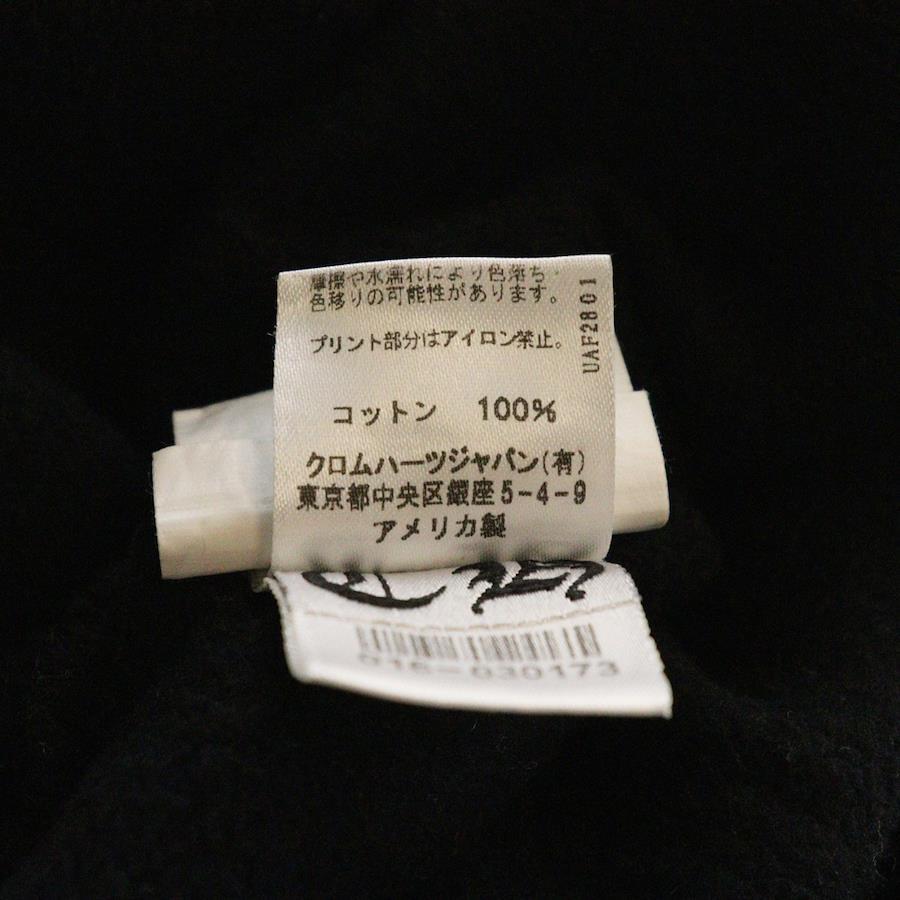 摩擦や水濡れにより色落ち・
色移りの可能性があります。
プリント部分はアイロン禁止。
UAF2801
コットン 100%
クロムハーツジャパン(有)
東京都中央区銀座5-4-9
アメリカ製
016-030173